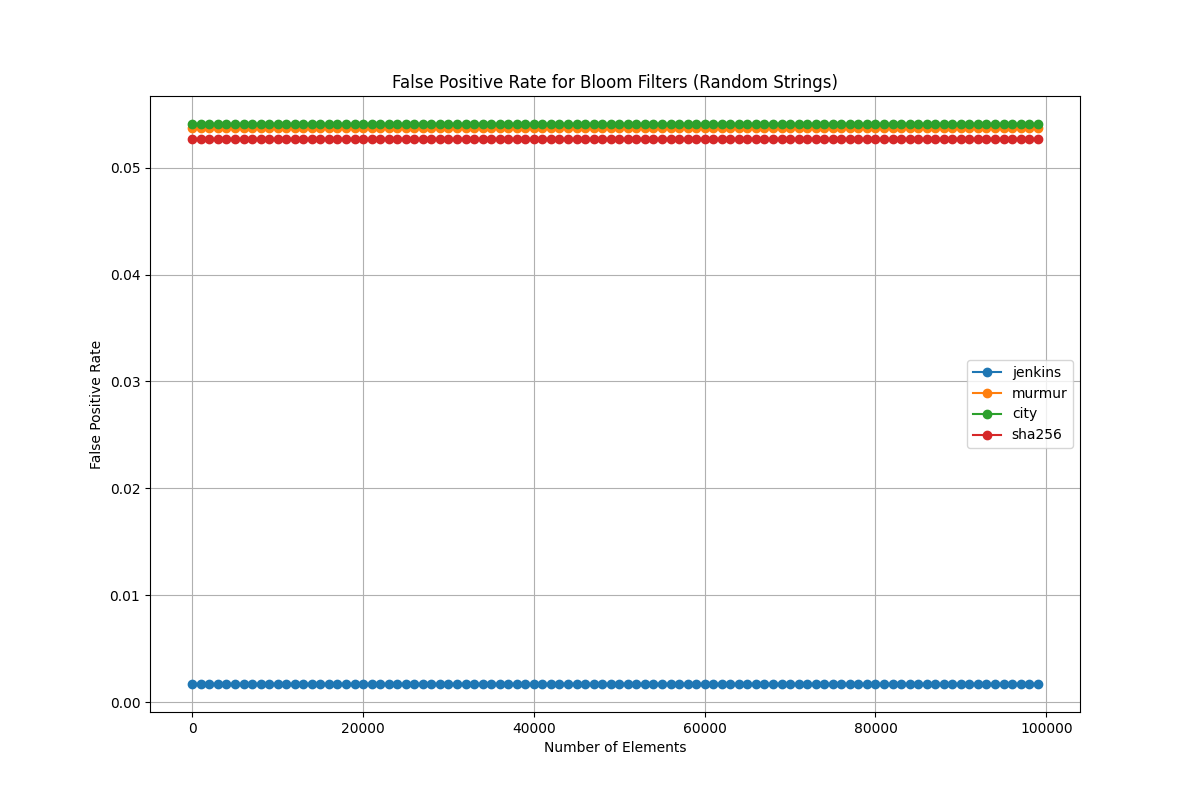 False Positive Rate for Bloom Filters (Random Strings)
False Positive Rate
0.05
0.04
0.03
0.02
0.01
0.00
jenkins
murmur
city
sha256
0 20000 40000 60000 80000 100000
Number of Elements